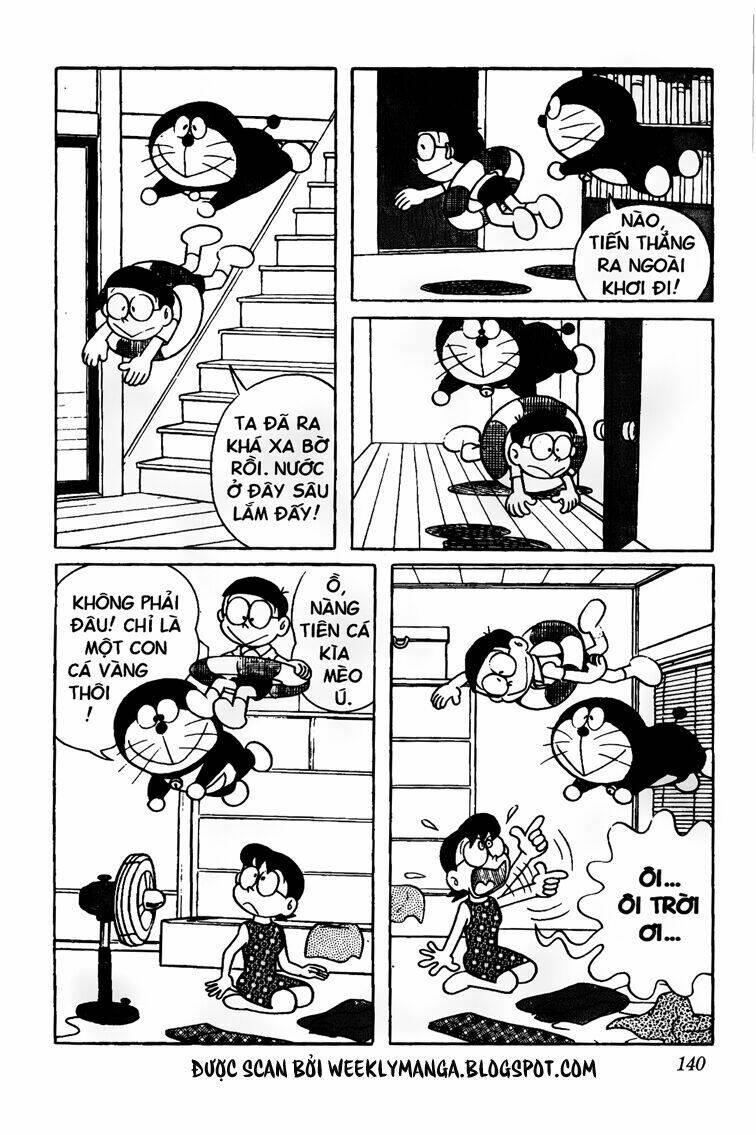 NÀO,
TIẾN THẲNG
RA NGOÀI
KHƠI ĐI!
TA ĐÃ RA
KHÁ XA BỜ
RỒI. NƯỚC
Ở ĐÂY SÂU
LẮM ĐẤY!
Ồ,
NÀNG
TIÊN CÁ
KÌA
MÈO
Ú.
KHÔNG PHẢI
ĐÂU! CHỈ LÀ
MỘT CON
CÁ VÀNG
THÔI
!
ÔI...
ÔI TRỜI
ƠI...
ĐƯỢC SCAN BỞI WEEKLYMANGA.BLOGSPOT.COM
140